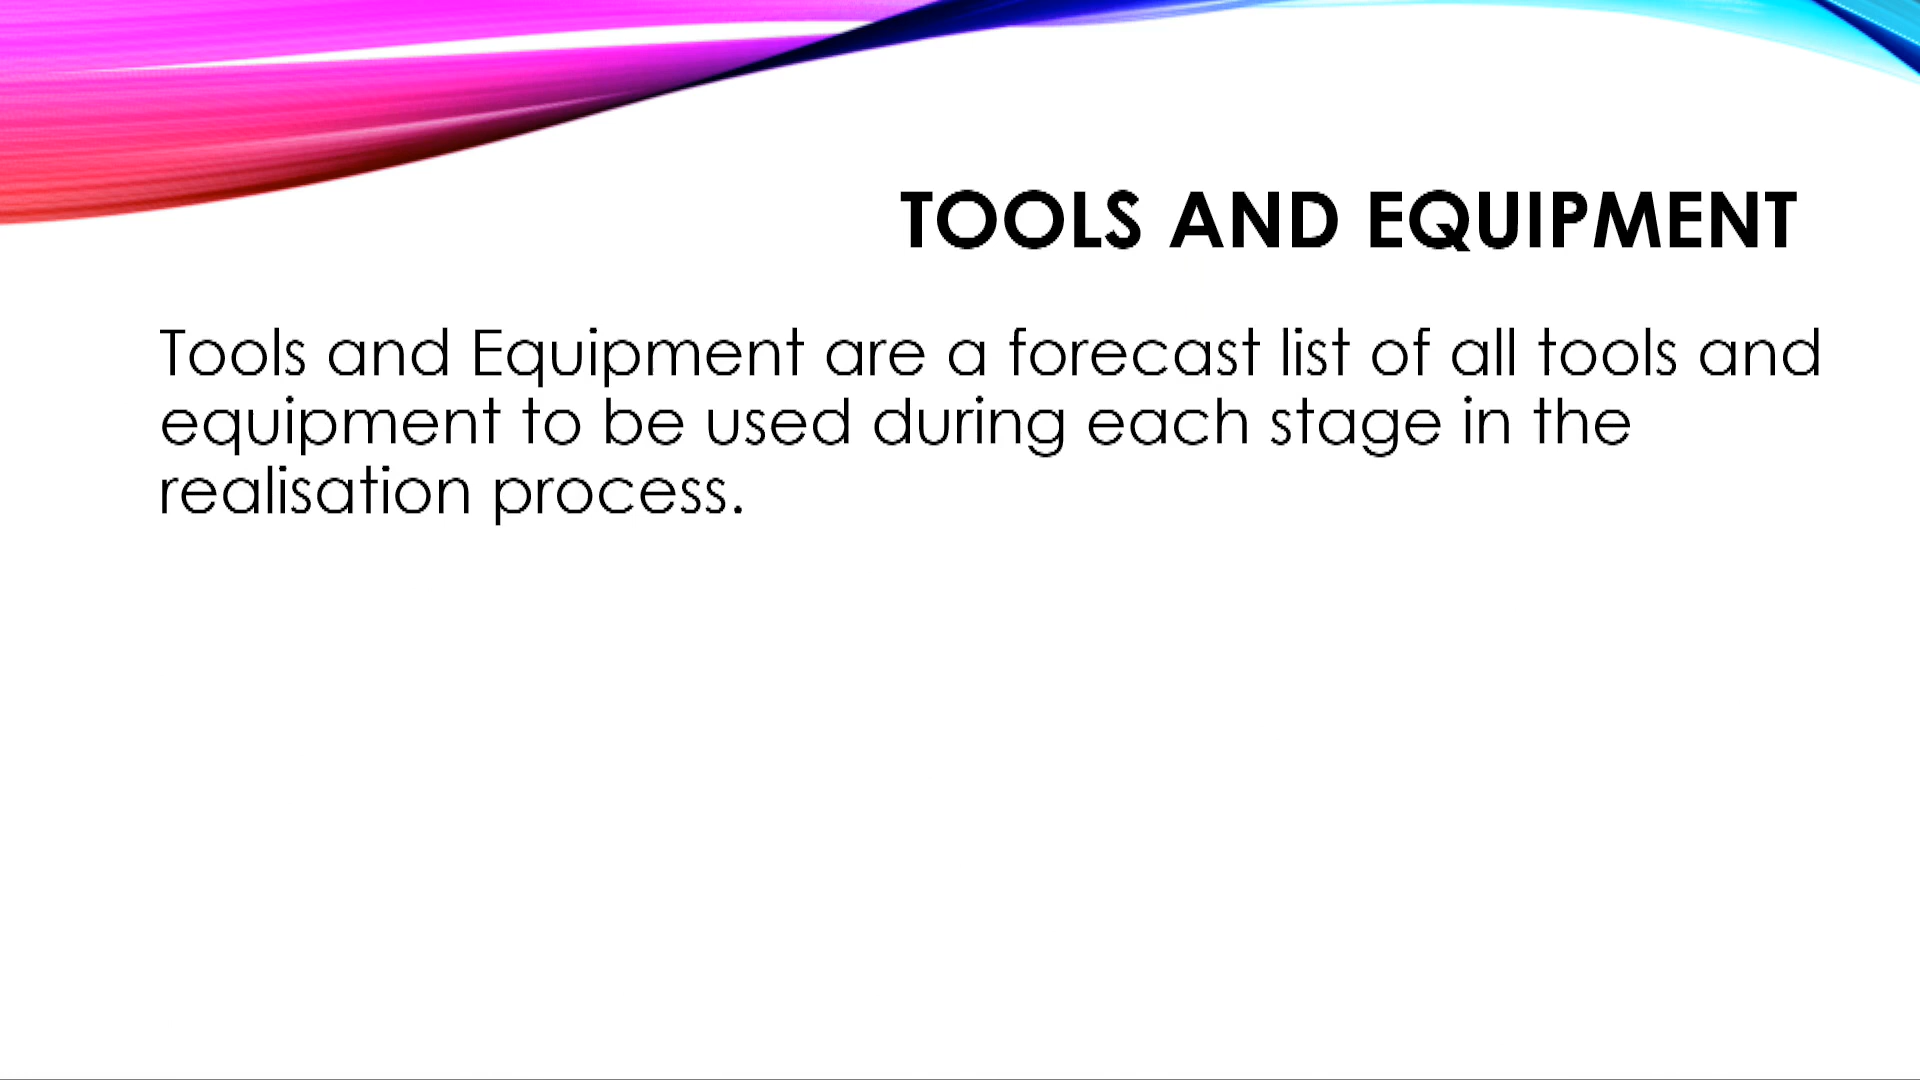 TOOLS AND EQUIPMENT
Tools and Equipment are a forecast list of all tools and
equipment to be used during each stage in the
realisation process.